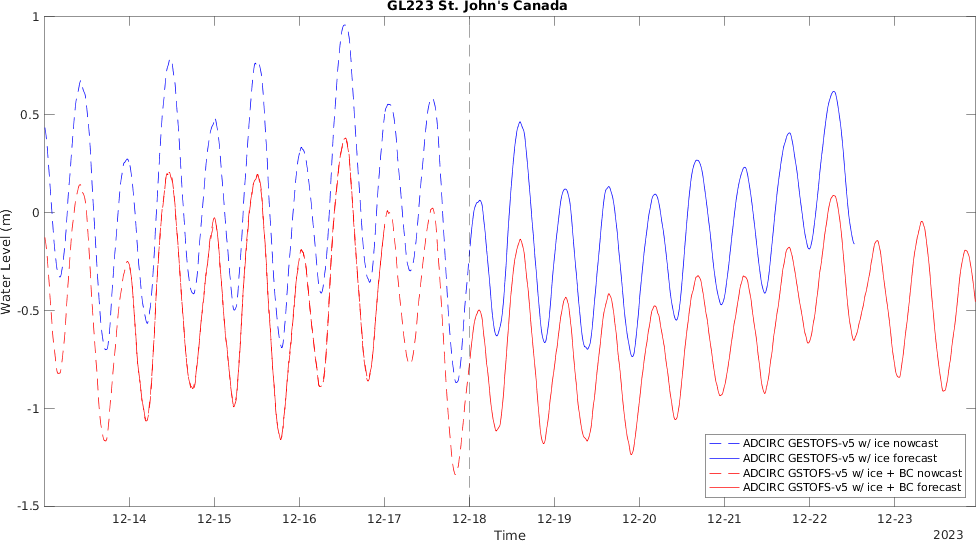 GL223 St. John's Canada
1
0.5
0
-0.5
-1
-1.5
Water Level (m)
12-14
12-15
12-16
12-17
12-18
12-19
12-20
12-21
12-22
12-23
Time
2023
ADCIRC GESTOFS-v5 w/ ice nowcast
ADCIRC GESTOFS-v5 w/ ice forecast
ADCIRC GSTOFS-v5 w/ ice + BC nowcast
ADCIRC GSTOFS-v5 w/ ice + BC forecast